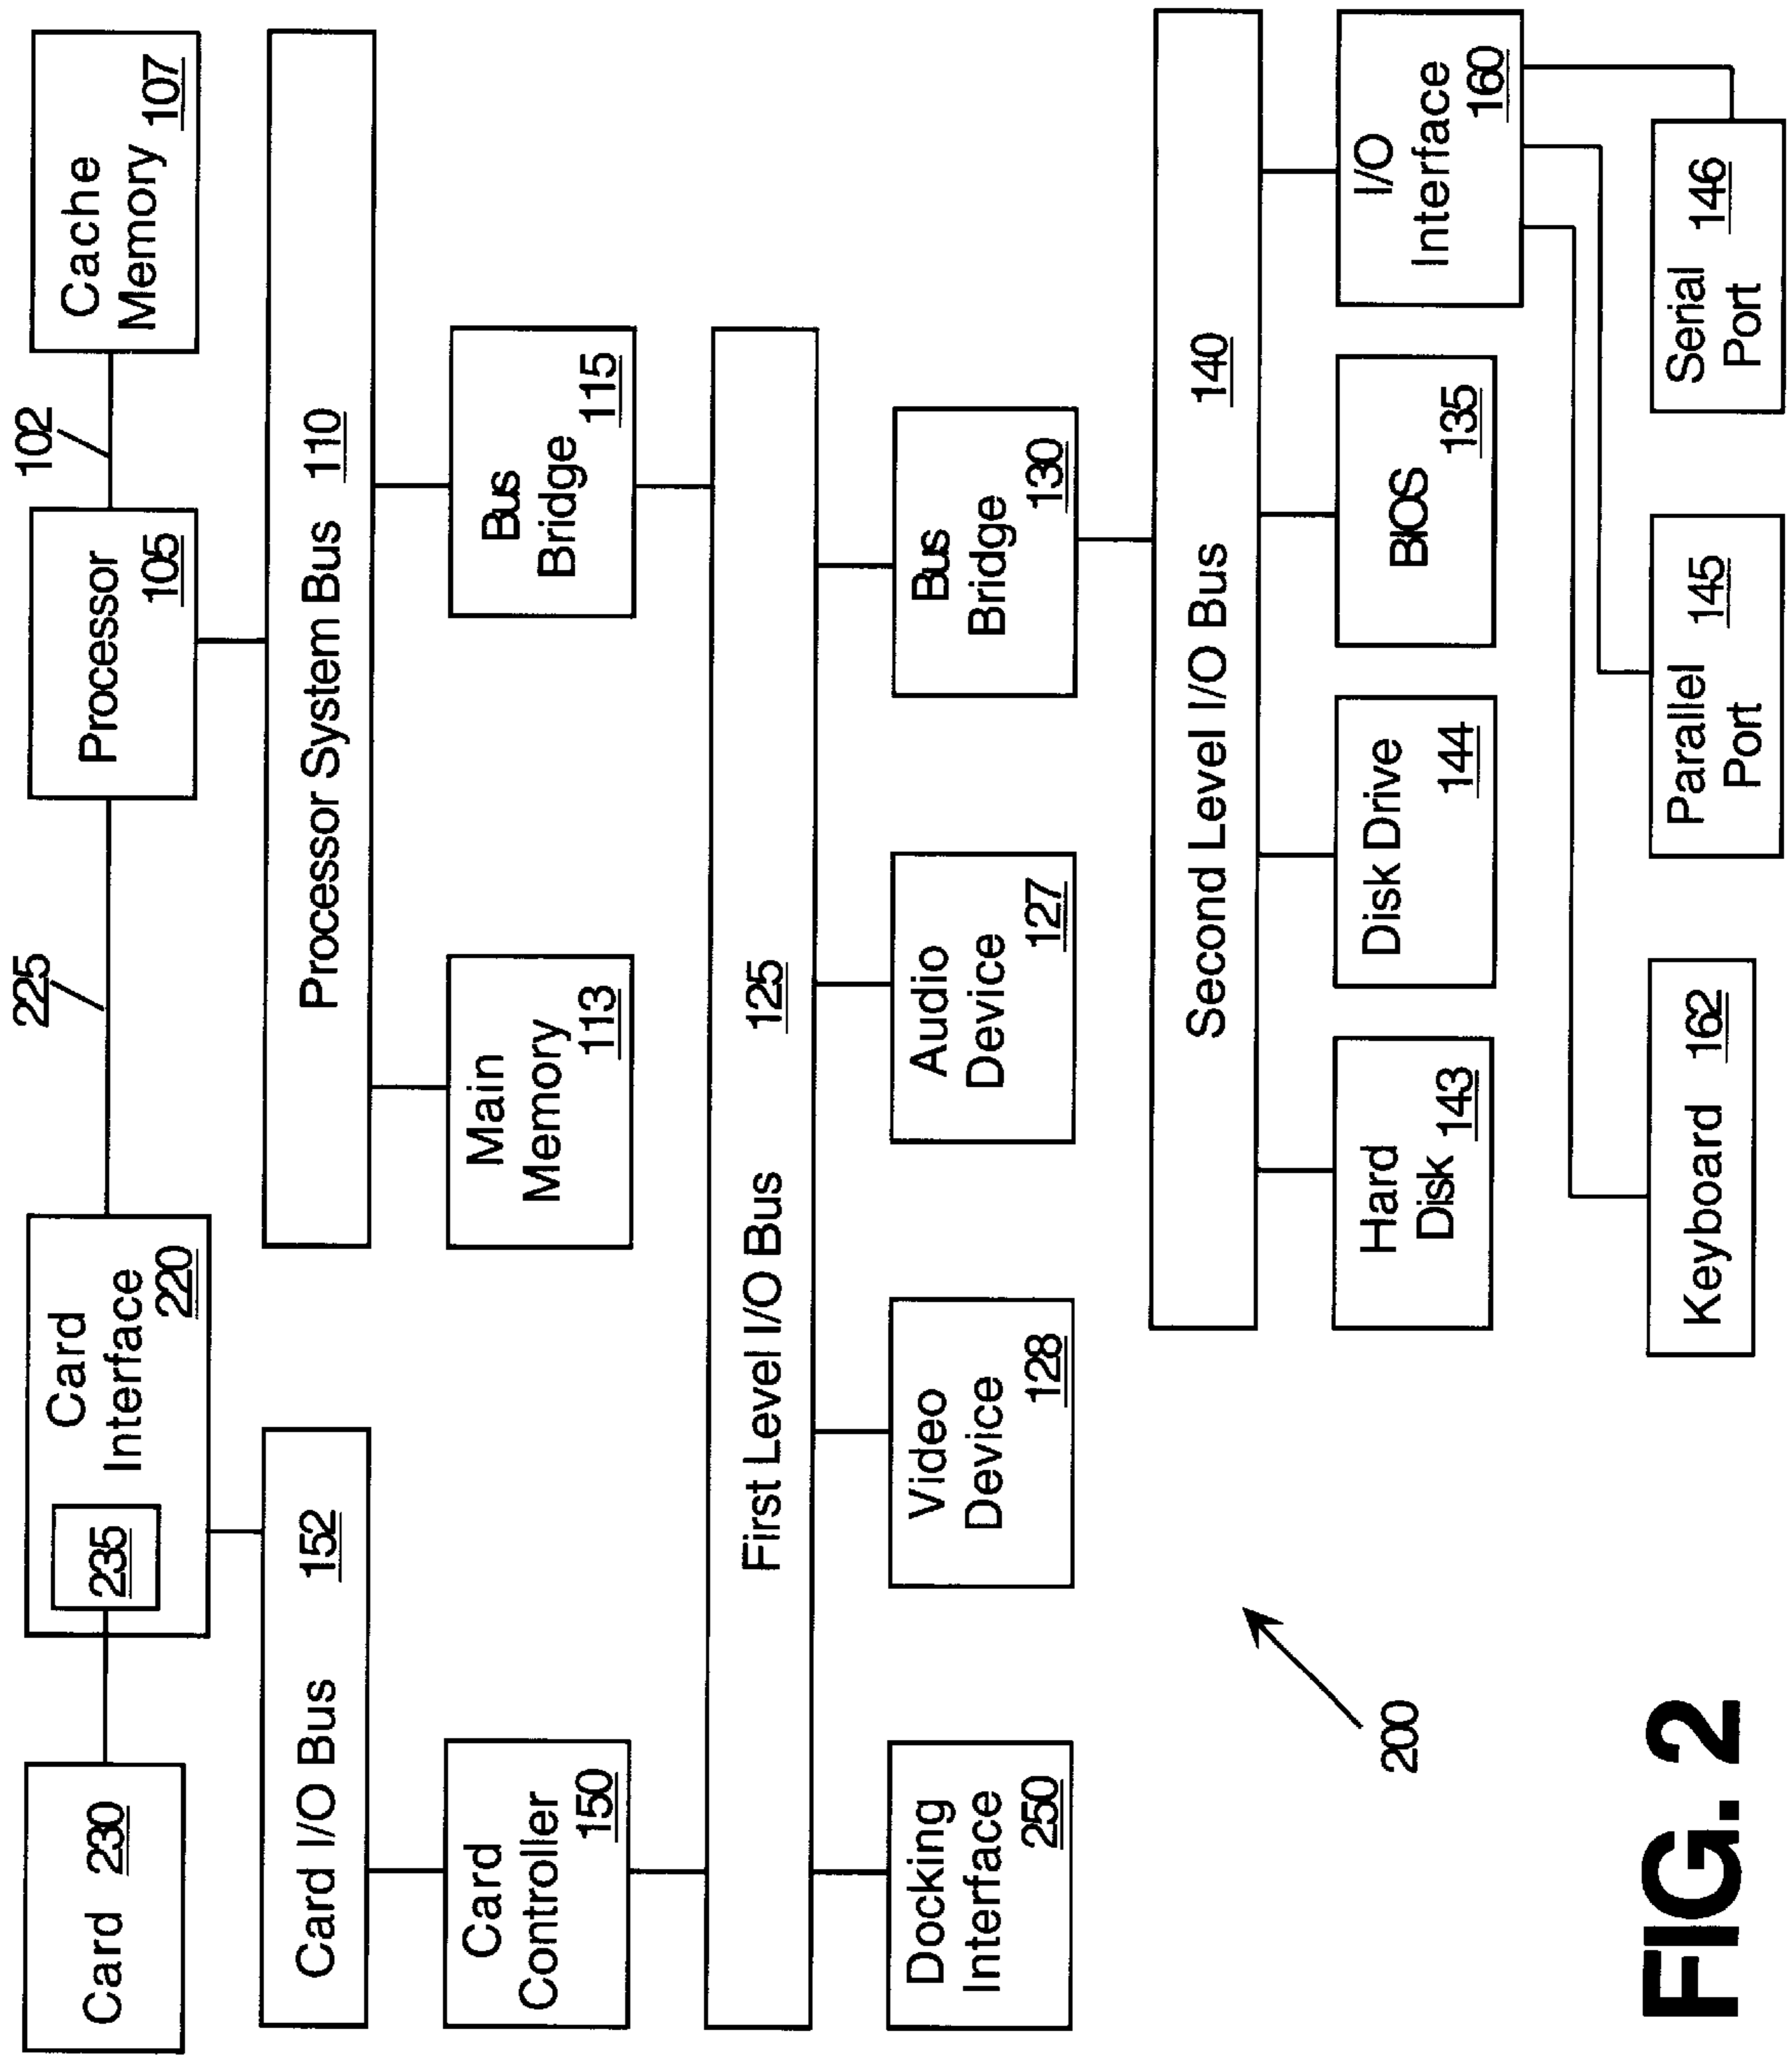 Card 230
235
Card
Interface
220
225
Processor
105
102
Cache
Memory 107
Card I/O Bus 152
Processor System Bus 110
Card
Controller
150
Main
Memory
113
Bus
Bridge
115
First Level I/O Bus 125
Docking
Interface
250
Video
Device
128
Audio
Device
127
Bus
Bridge
130
Second Level I/O Bus 140
200
Hard
Disk 143
Disk Drive
144
BIOS
135
I/O
Interface
160
Keyboard 162
Parallel 145
Port
Serial 146
Port
FIG. 2